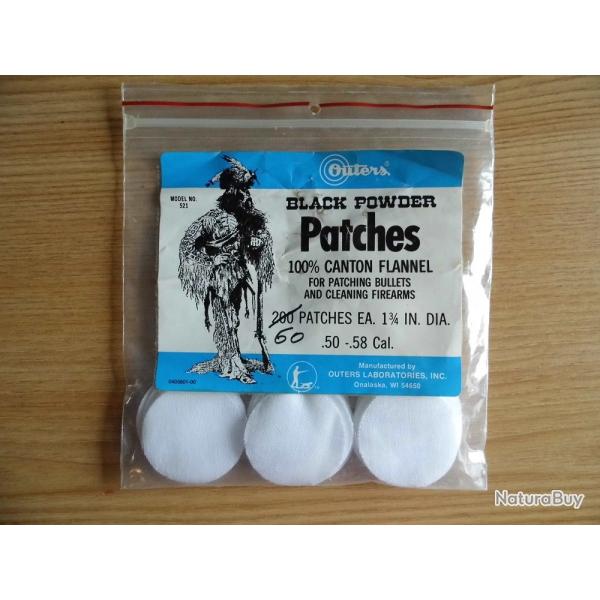 Outers®
MODEL NO.
521
BLACK POWDER
Patches
100% CANTON FLANNEL
FOR PATCHING BULLETS
AND CLEANING FIREARMS
200 PATCHES EA. 1¾ IN. DIA.
60
.50 -.58 Cal.
Manufactured by
OUTERS LABORATORIES, INC.
Onalaska, WI 54650
NaturaBuy